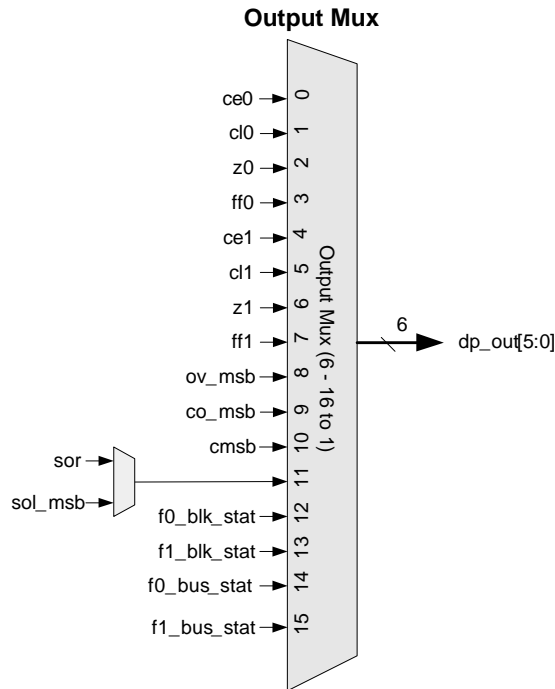 Output Mux
ce0 0
cl0 1
z0 2
ff0 3
ce1 4
cl1 5
z1 6
ff1 7
ov_msb 8
co_msb 9
cmsb 10
sor
11
sol_msb
f0_blk_stat 12
f1_blk_stat 13
f0_bus_stat 14
f1_bus_stat 15
Output Mux (6 - 16 to 1)
6
dp_out[5:0]